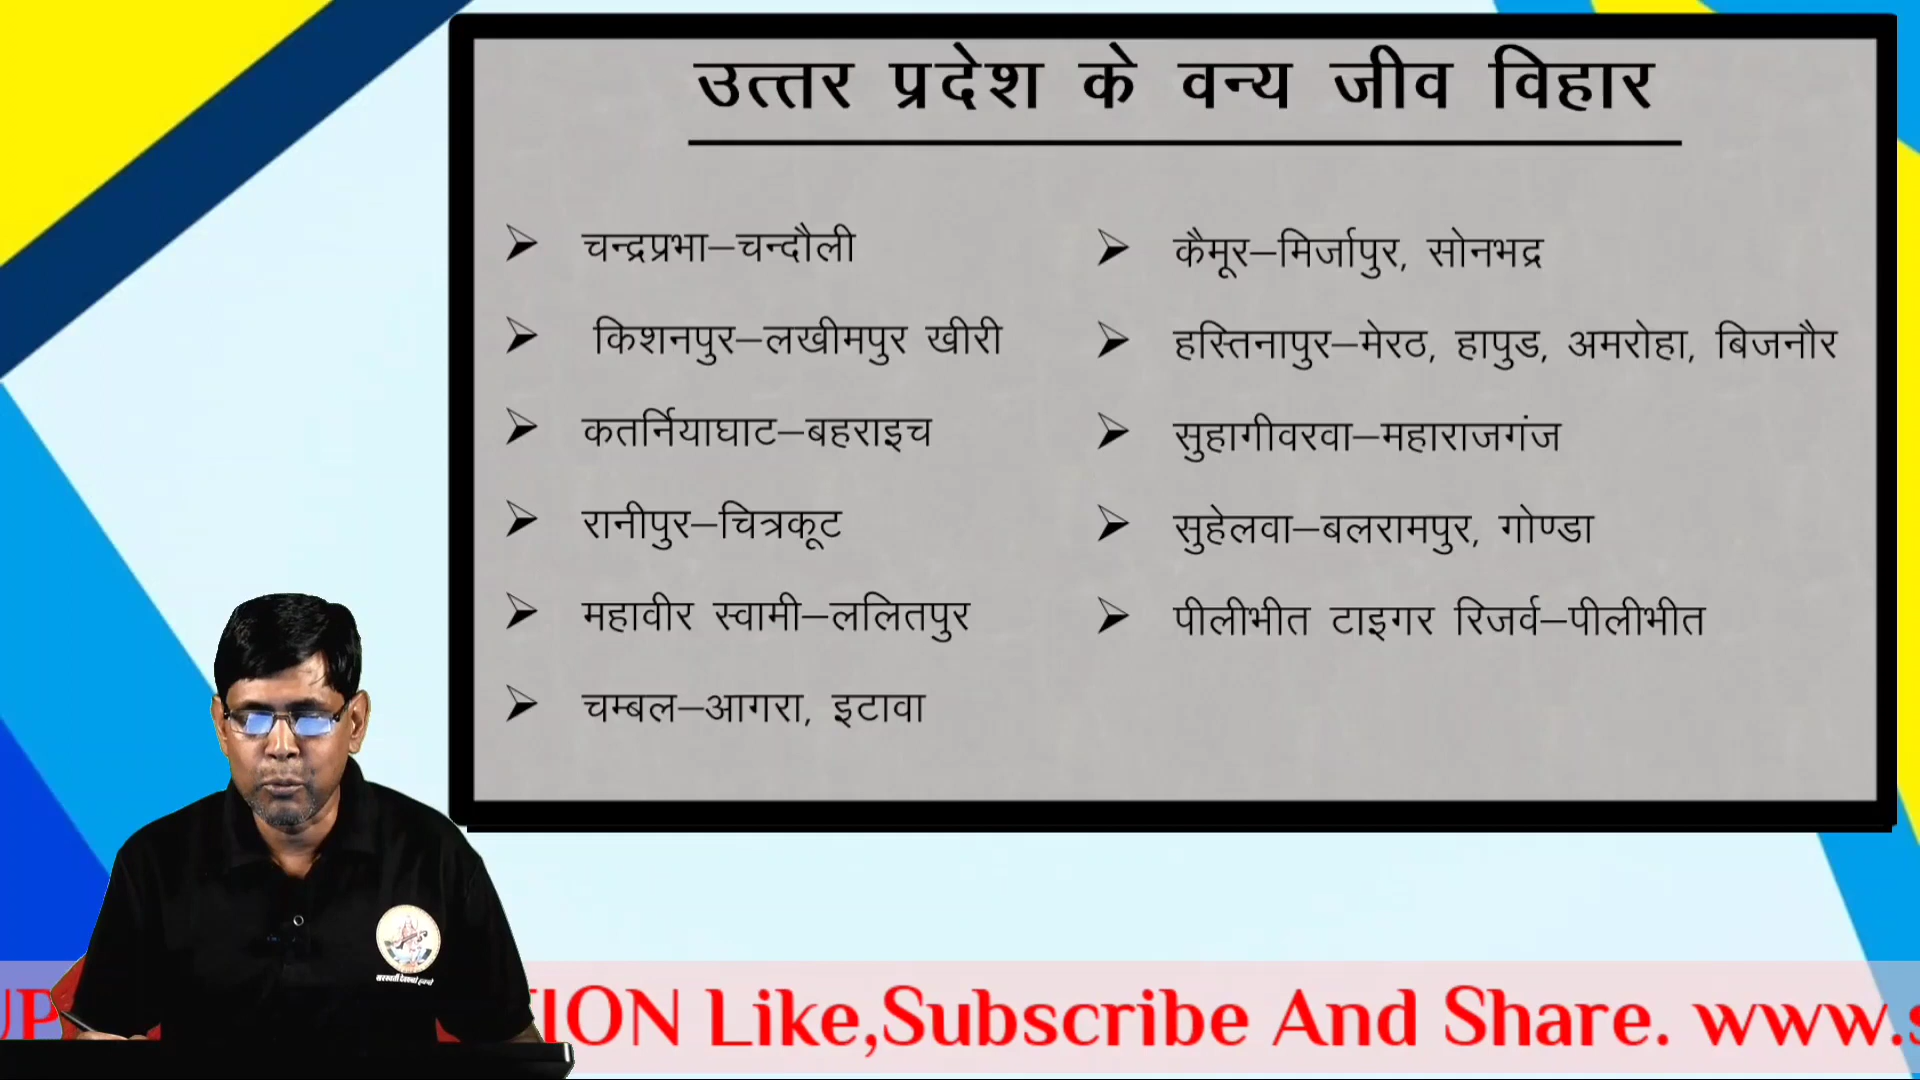 उत्तर प्रदेश के वन्य जीव विहार
चन्द्रप्रभा–चन्दौली
किशनपुर–लखीमपुर खीरी
कतर्नियाघाट–बहराइच
रानीपुर–चित्रकूट
महावीर स्वामी–ललितपुर
चम्बल–आगरा, इटावा
कैमूर–मिर्जापुर, सोनभद्र
हस्तिनापुर–मेरठ, हापुड, अमरोहा, बिजनौर
सुहागीवरवा–महाराजगंज
सुहेलवा–बलरामपुर, गोण्डा
पीलीभीत टाइगर रिजर्व–पीलीभीत
UP ION Like,Subscribe And Share. www.s